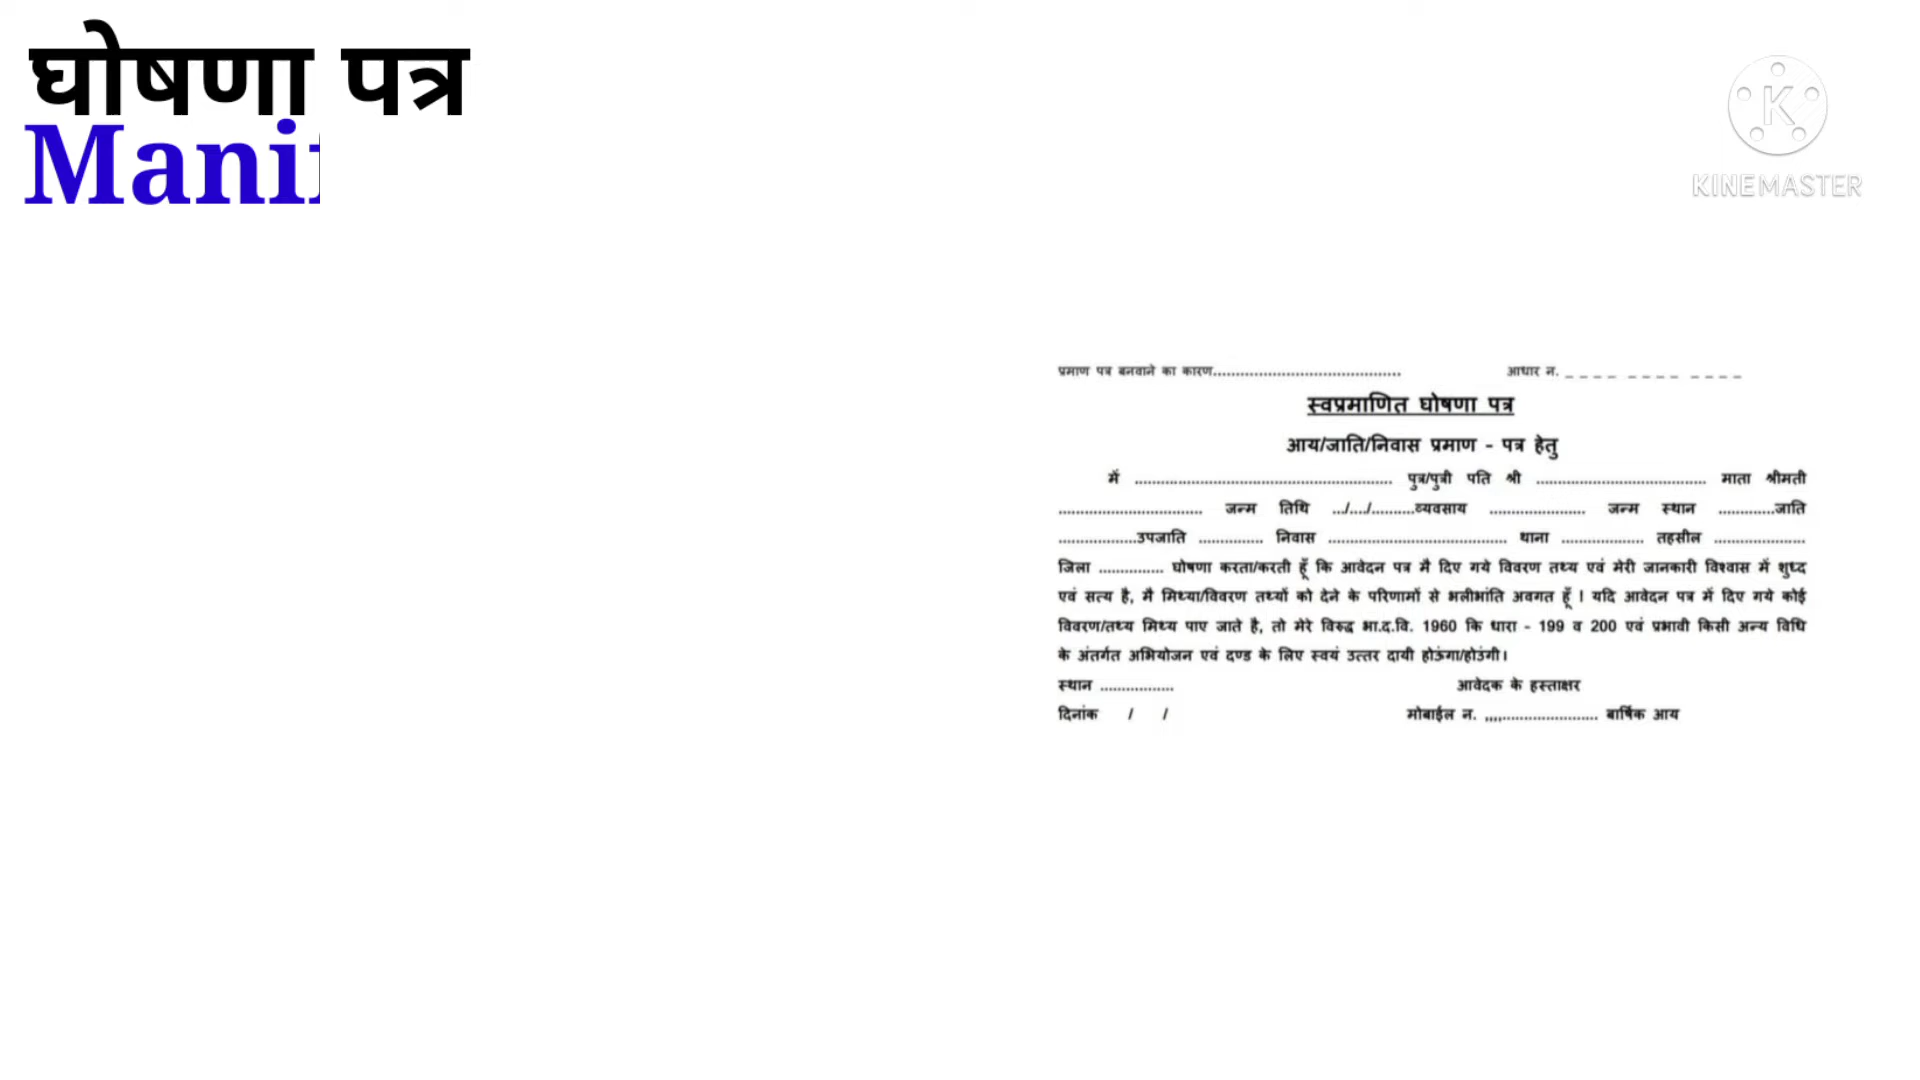 घोषणा पत्र
Mani
KINEMASTER
प्रमाण पत्र बनवाने का कारण.......................................... आधार न. _ _ _ _ _ _ _ _ _ _ _ _
स्वप्रमाणित घोषणा पत्र
आय/जाति/निवास प्रमाण - पत्र हेतु
में ........................................................... पुत्र/पुत्री पति श्री ....................................... माता श्रीमती
................................. जन्म तिथि .../..../..........व्यवसाय ...................... जन्म स्थान .............जाति
..................उपजाति ............... निवास ......................................... थाना ................... तहसील .....................
जिला ............... घोषणा करता/करती हूँ कि आवेदन पत्र मै दिए गये विवरण तथ्य एवं मेरी जानकारी विश्वास में शुध्द
एवं सत्य है, मै मिथ्या/विवरण तथ्यों को देने के परिणामों से भलीभांति अवगत हूँ । यदि आवेदन पत्र में दिए गये कोई
विवरण/तथ्य मिथ्य पाए जाते है, तो मेरे विरुद्ध भा.द.वि. 1960 कि धारा - 199 व 200 एवं प्रभावी किसी अन्य विधि
के अंतर्गत अभियोजन एवं दण्ड के लिए स्वयं उत्तर दायी होऊंगा/होउंगी।
स्थान ................. आवेदक के हस्ताक्षर
दिनांक / / मोबाईल न. ,,,,...................... बार्षिक आय